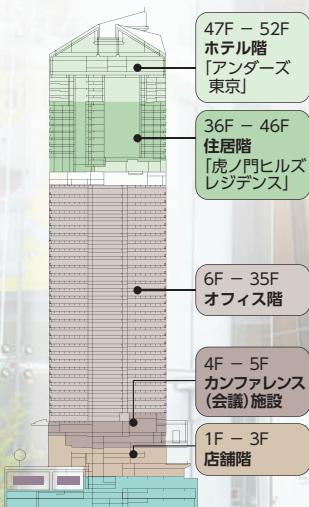 47F － 52F
ホテル階
「アンダーズ
東京」
36F － 46F
住居階
「虎ノ門ヒルズ
レジデンス」
6F － 35F
オフィス階
4F － 5F
カンファレンス
(会議)施設
1F － 3F
店舗階